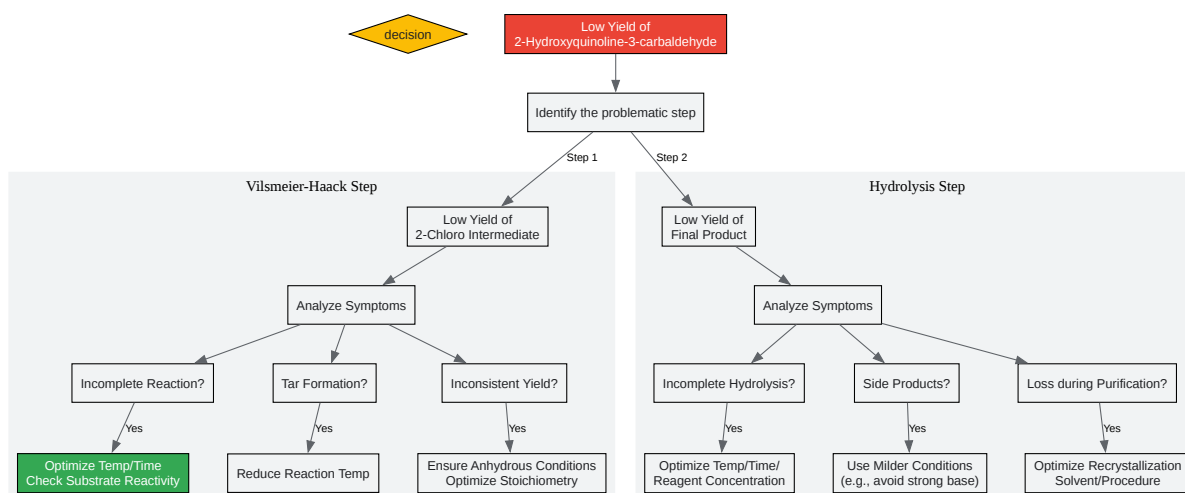 decision
Low Yield of
2-Hydroxyquinoline-3-carbaldehyde
Identify the problematic step
Step 1
Step 2
Vilsmeier-Haack Step
Low Yield of
2-Chloro Intermediate
Analyze Symptoms
Incomplete Reaction?
Tar Formation?
Inconsistent Yield?
Yes
Yes
Yes
Optimize Temp/Time
Check Substrate Reactivity
Reduce Reaction Temp
Ensure Anhydrous Conditions
Optimize Stoichiometry
Hydrolysis Step
Low Yield of
Final Product
Analyze Symptoms
Incomplete Hydrolysis?
Side Products?
Loss during Purification?
Yes
Yes
Yes
Optimize Temp/Time/
Reagent Concentration
Use Milder Conditions
(e.g., avoid strong base)
Optimize Recrystallization
Solvent/Procedure